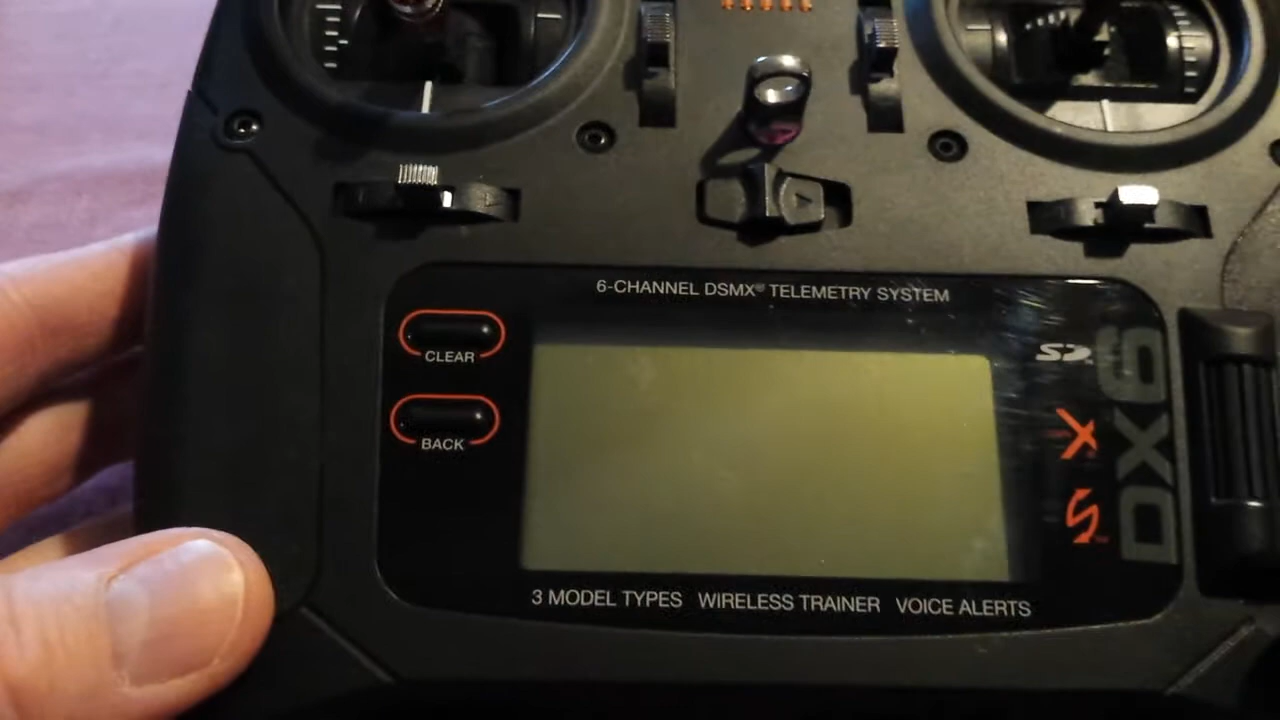 6-CHANNEL DSMX® TELEMETRY SYSTEM
CLEAR
BACK
SD
X
DX6
3 MODEL TYPES WIRELESS TRAINER VOICE ALERTS